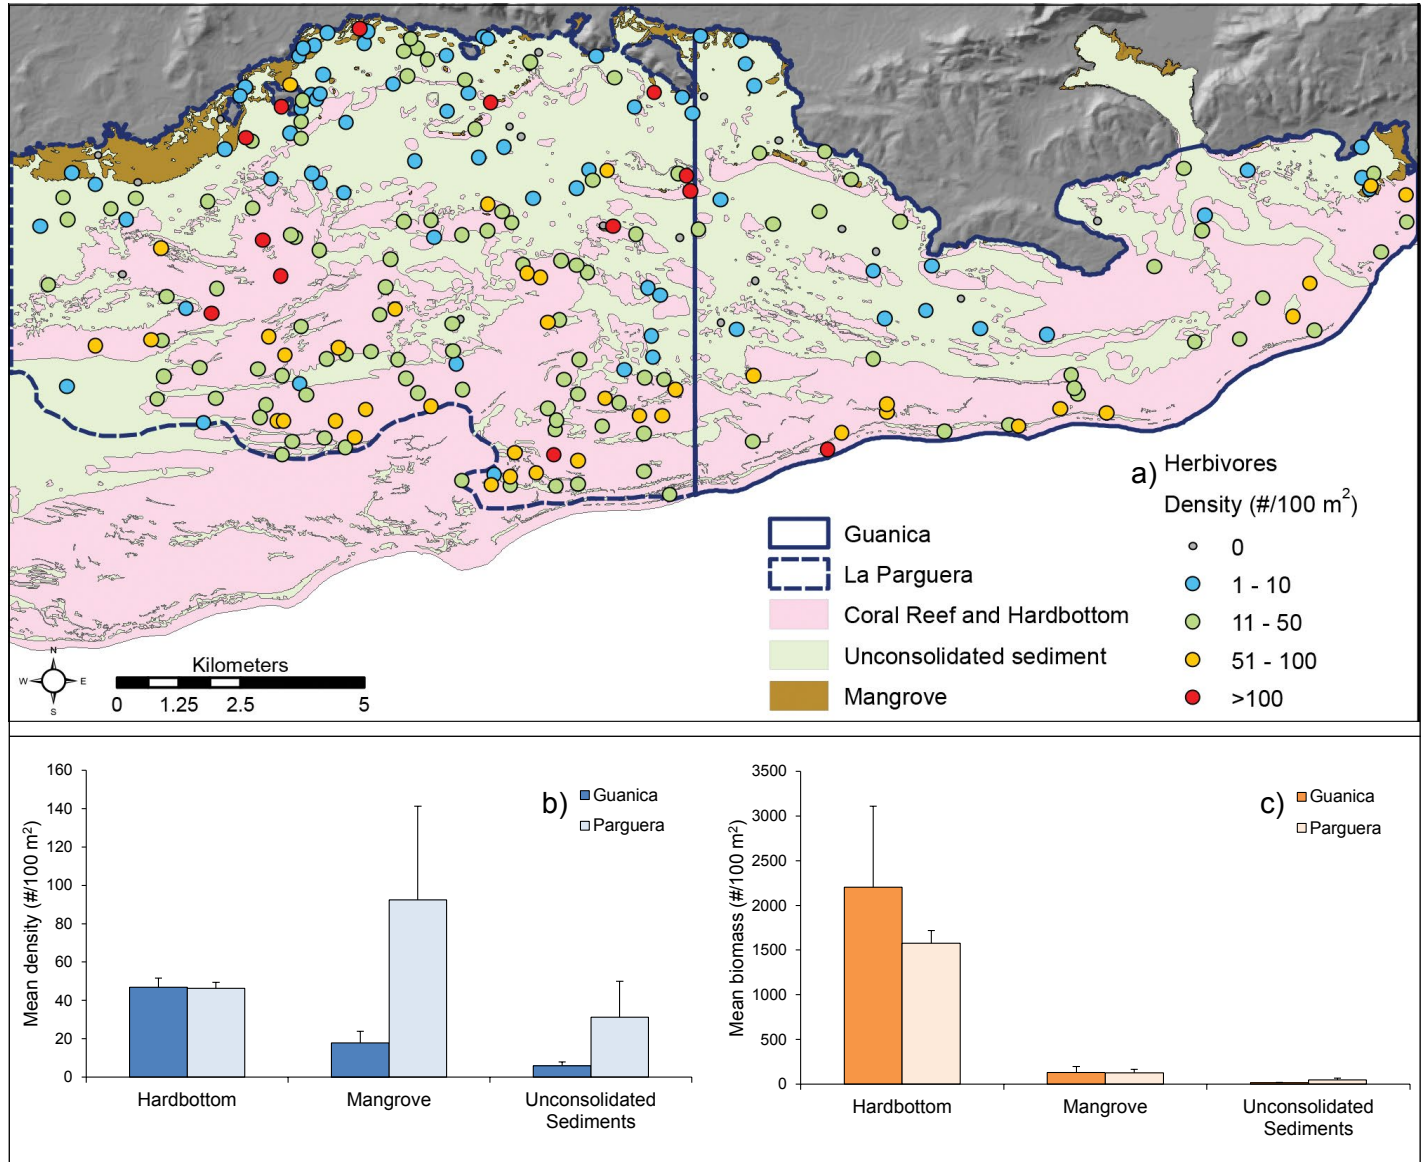 a) Herbivores
Density (#/100 m²)
0
1 - 10
11 - 50
51 - 100
>100
Guanica
La Parguera
Coral Reef and Hardbottom
Unconsolidated sediment
Mangrove
N
W E
S
Kilometers
0 1.25 2.5 5
b)
Guanica
Parguera
Mean density (#/100 m²)
160
140
120
100
80
60
40
20
0
Hardbottom
Mangrove
Unconsolidated
Sediments
c)
Guanica
Parguera
Mean biomass (#/100 m²)
3500
3000
2500
2000
1500
1000
500
0
Hardbottom
Mangrove
Unconsolidated
Sediments